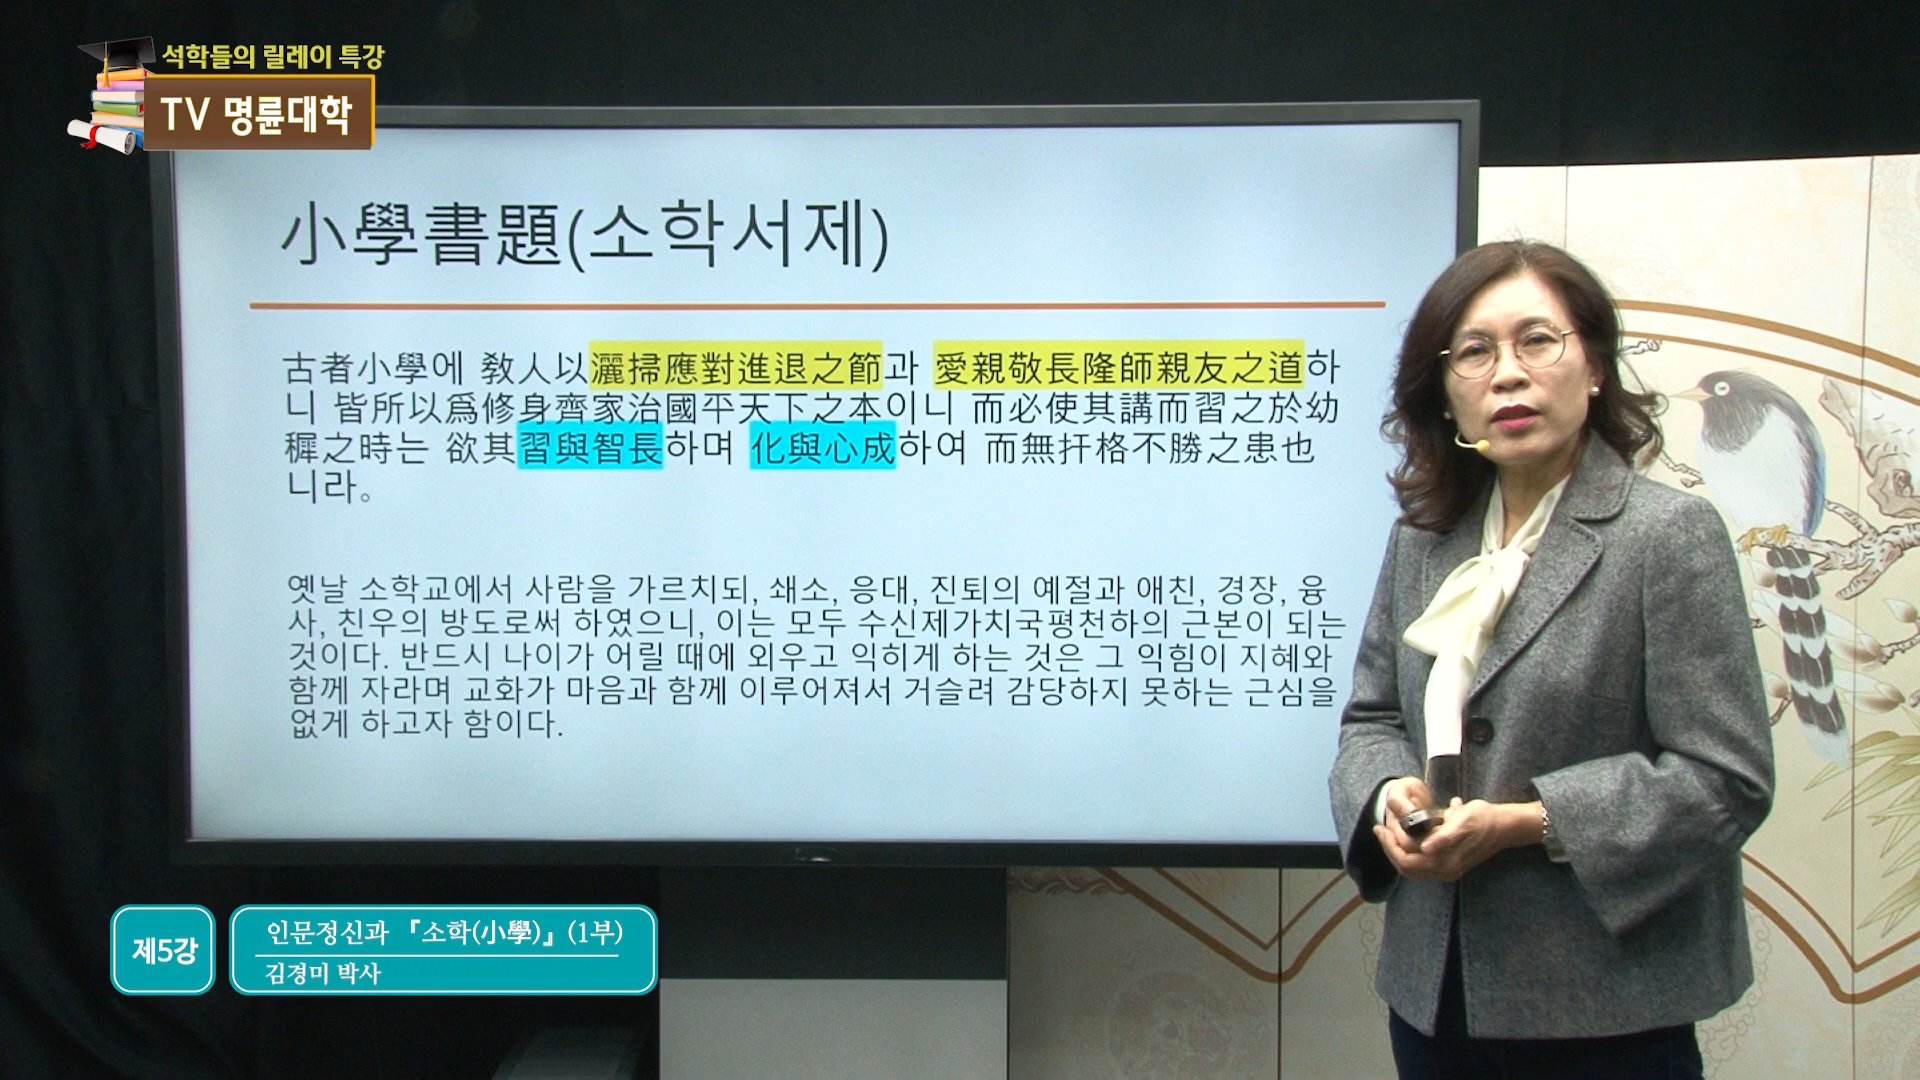 석학들의 릴레이 특강
TV 명륜대학
小學書題(소학서제)
古者小學에 敎人以灑掃應對進退之節과 愛親敬長隆師親友之道하
니 皆所以爲修身齊家治國平天下之本이니 而必使其講而習之於幼
穉之時는 欲其習與智長하며 化與心成하여 而無扞格不勝之患也
니라。
옛날 소학교에서 사람을 가르치되, 쇄소, 응대, 진퇴의 예절과 애친, 경장, 융
사, 친우의 방도로써 하였으니, 이는 모두 수신제가치국평천하의 근본이 되는
것이다. 반드시 나이가 어릴 때에 외우고 익히게 하는 것은 그 익힘이 지혜와
함께 자라며 교화가 마음과 함께 이루어져서 거슬려 감당하지 못하는 근심을
없게 하고자 함이다.
제5강
인문정신과 『소학(小學)』(1부)
김경미 박사